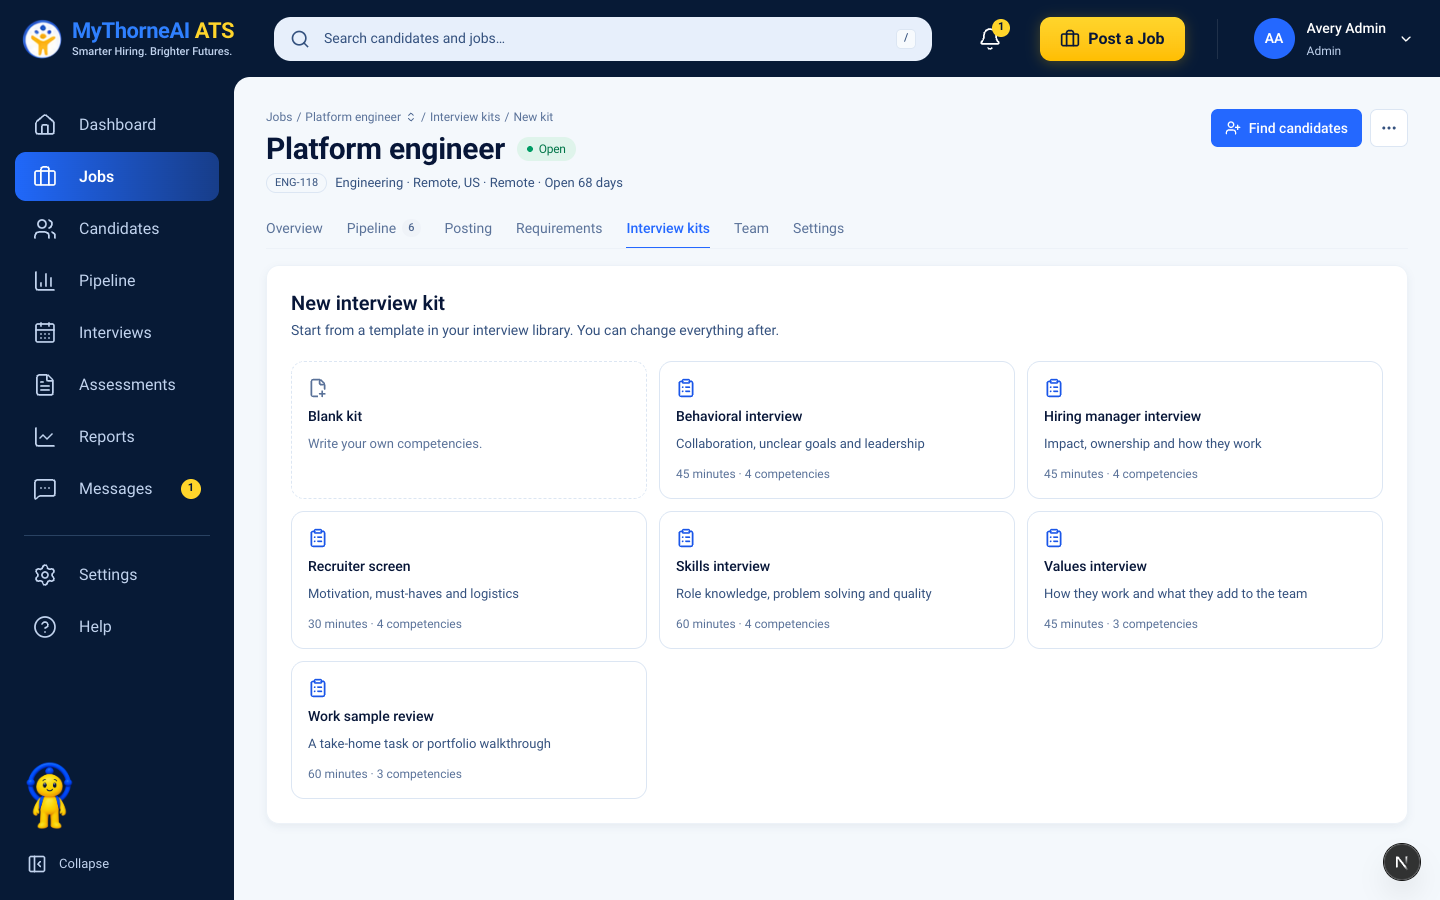 MyThorneAI ATS
Smarter Hiring. Brighter Futures.
Search candidates and jobs...
/
1
Post a Job
AA
Avery Admin
Admin
Dashboard
Jobs
Candidates
Pipeline
Interviews
Assessments
Reports
Messages
1
Settings
Help
Collapse
Jobs / Platform engineer / Interview kits / New kit
Platform engineer
Open
ENG-118
Engineering · Remote, US · Remote · Open 68 days
Find candidates
Overview
Pipeline 6
Posting
Requirements
Interview kits
Team
Settings
New interview kit
Start from a template in your interview library. You can change everything after.
Blank kit
Write your own competencies.
Behavioral interview
Collaboration, unclear goals and leadership
45 minutes · 4 competencies
Hiring manager interview
Impact, ownership and how they work
45 minutes · 4 competencies
Recruiter screen
Motivation, must-haves and logistics
30 minutes · 4 competencies
Skills interview
Role knowledge, problem solving and quality
60 minutes · 4 competencies
Values interview
How they work and what they add to the team
45 minutes · 3 competencies
Work sample review
A take-home task or portfolio walkthrough
60 minutes · 3 competencies
N